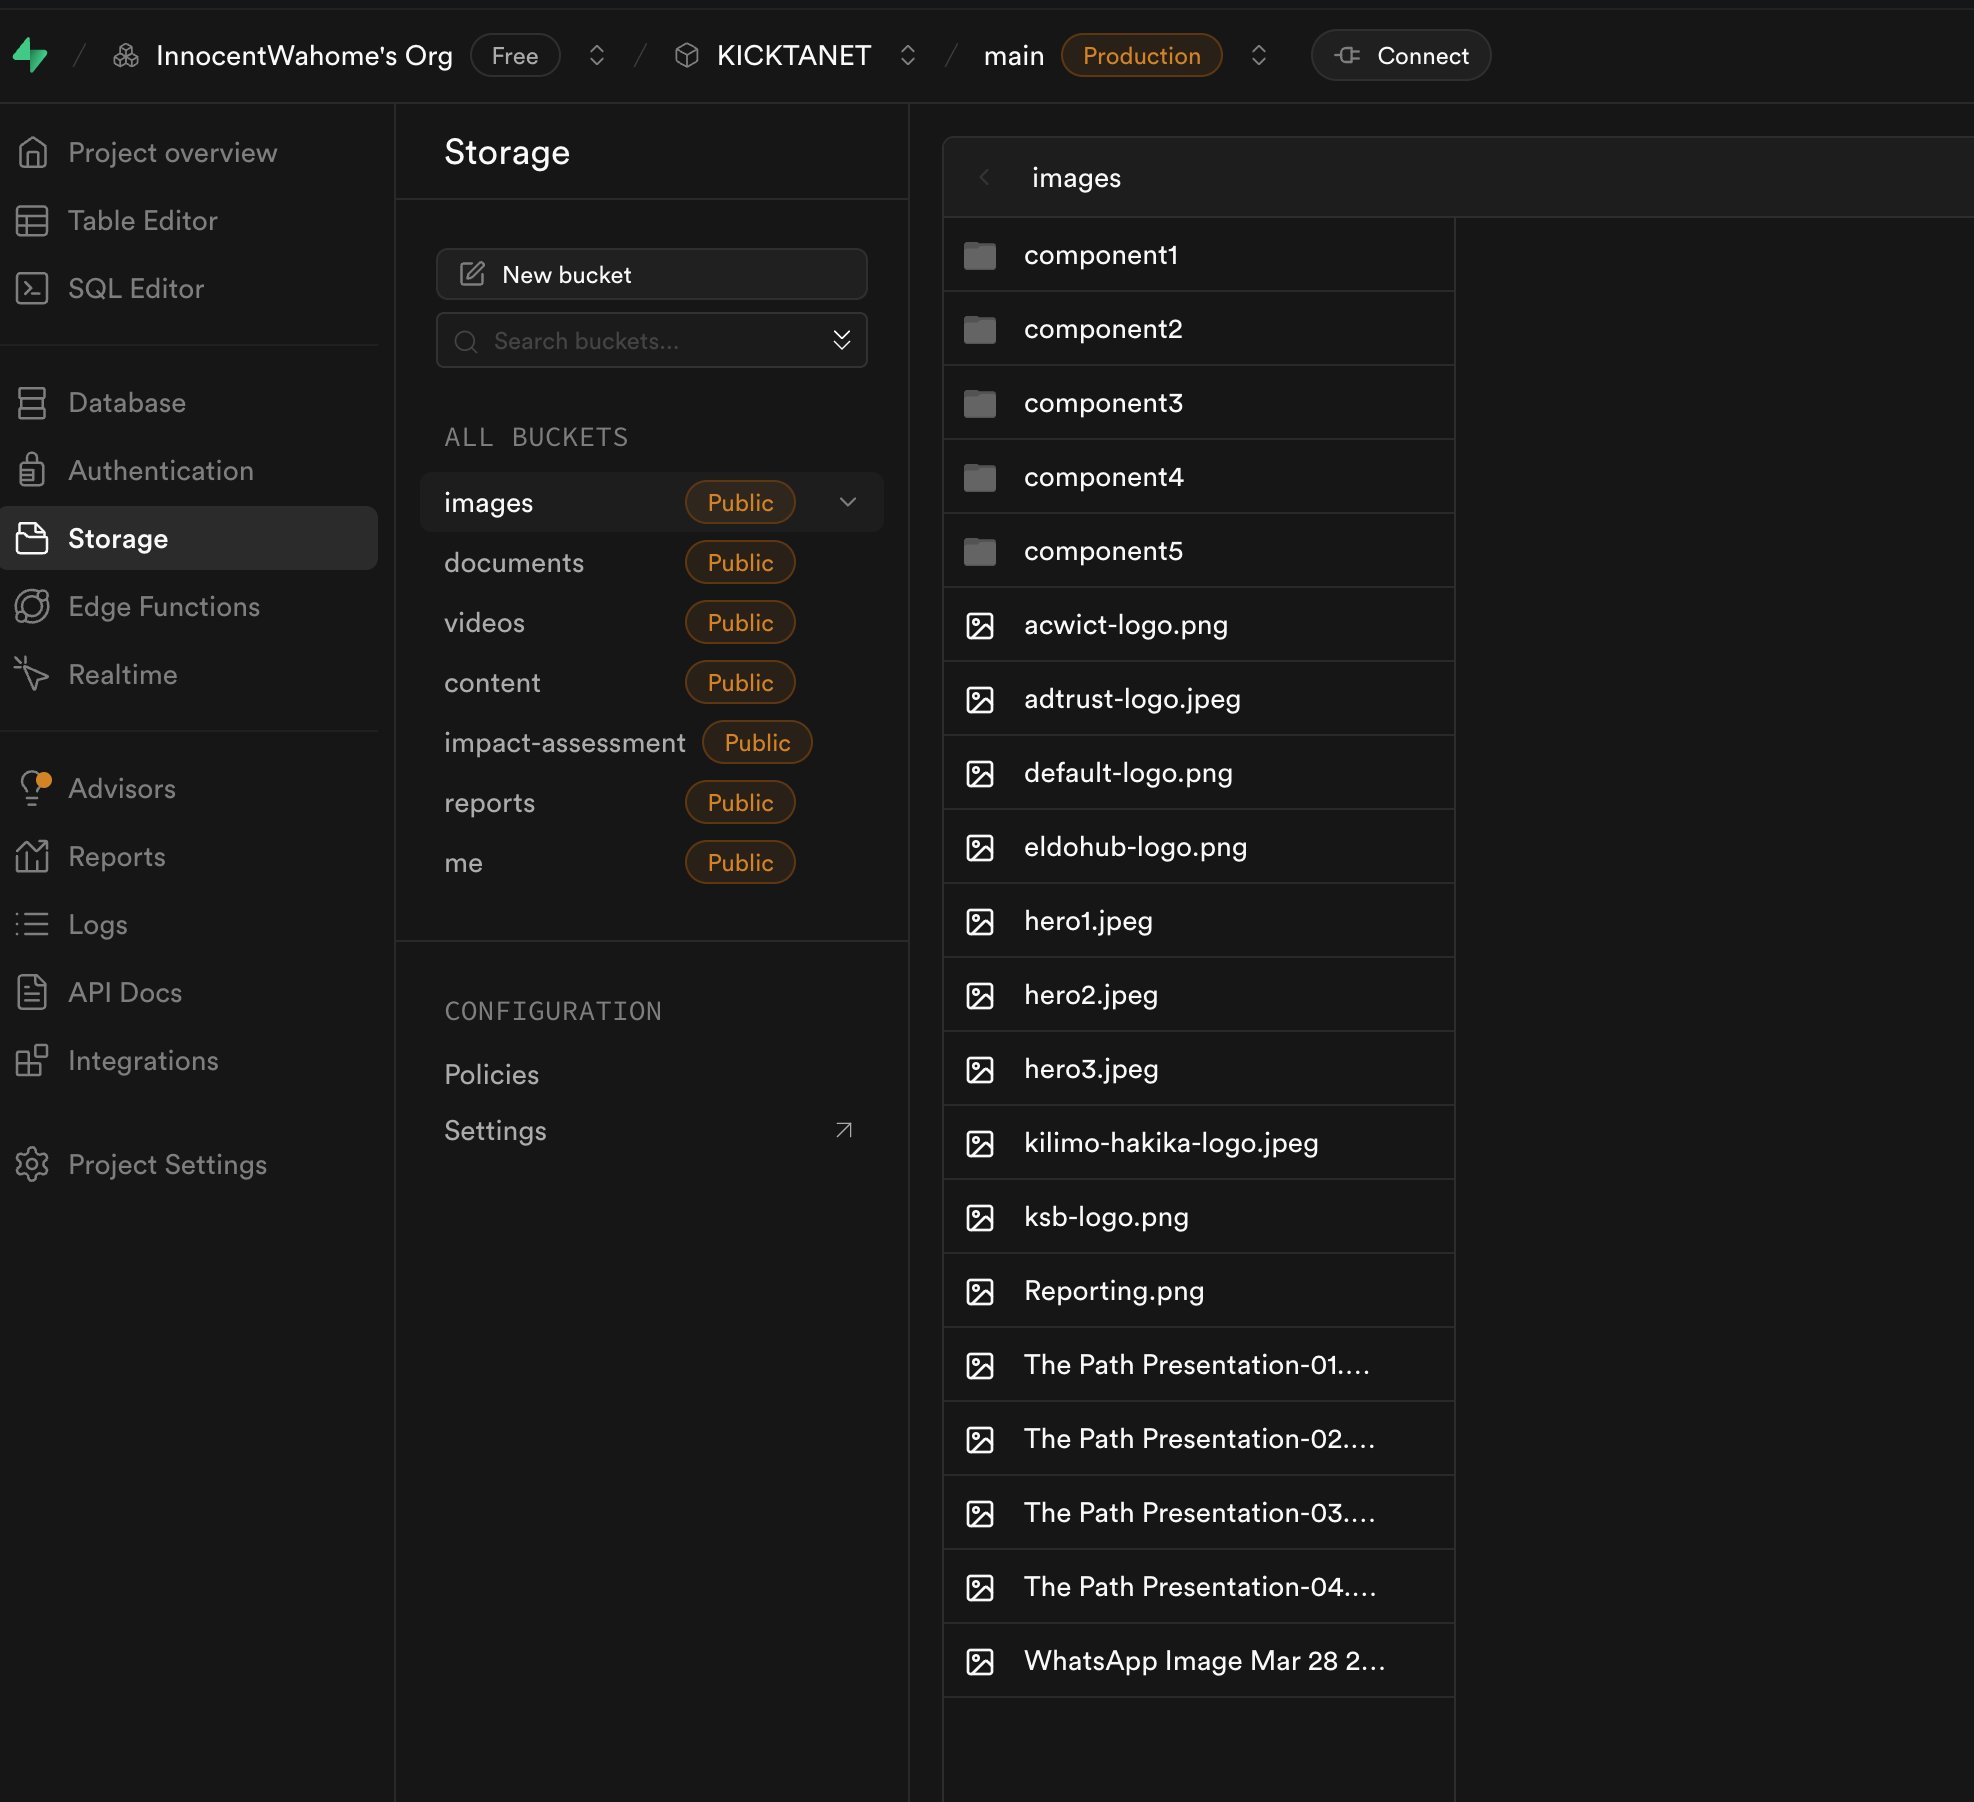 InnocentWahome's Org Free KICKTANET main Production Connect
Project overview
Table Editor
SQL Editor
Database
Authentication
Storage
Edge Functions
Realtime
Advisors
Reports
Logs
API Docs
Integrations
Project Settings
Storage
New bucket
Search buckets...
ALL BUCKETS
images Public
documents Public
videos Public
content Public
impact-assessment Public
reports Public
me Public
CONFIGURATION
Policies
Settings
images
component1
component2
component3
component4
component5
acwict-logo.png
adtrust-logo.jpeg
default-logo.png
eldohub-logo.png
hero1.jpeg
hero2.jpeg
hero3.jpeg
kilimo-hakika-logo.jpeg
ksb-logo.png
Reporting.png
The Path Presentation-01....
The Path Presentation-02....
The Path Presentation-03....
The Path Presentation-04....
WhatsApp Image Mar 28 2...